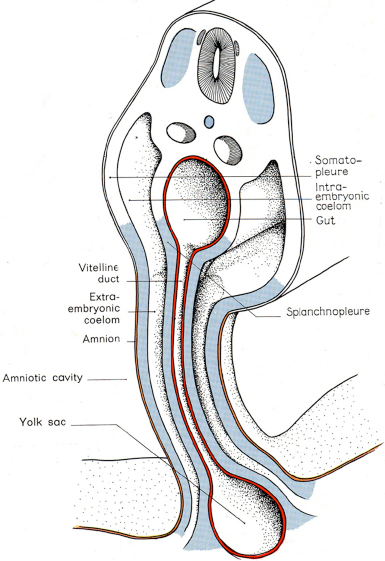 Somato-
pleure
Intra-
embryonic
coelom
Gut
Vitelline
duct
Extra-
embryonic
coelom
Splanchnopleure
Amnion
Amniotic cavity
Yolk sac